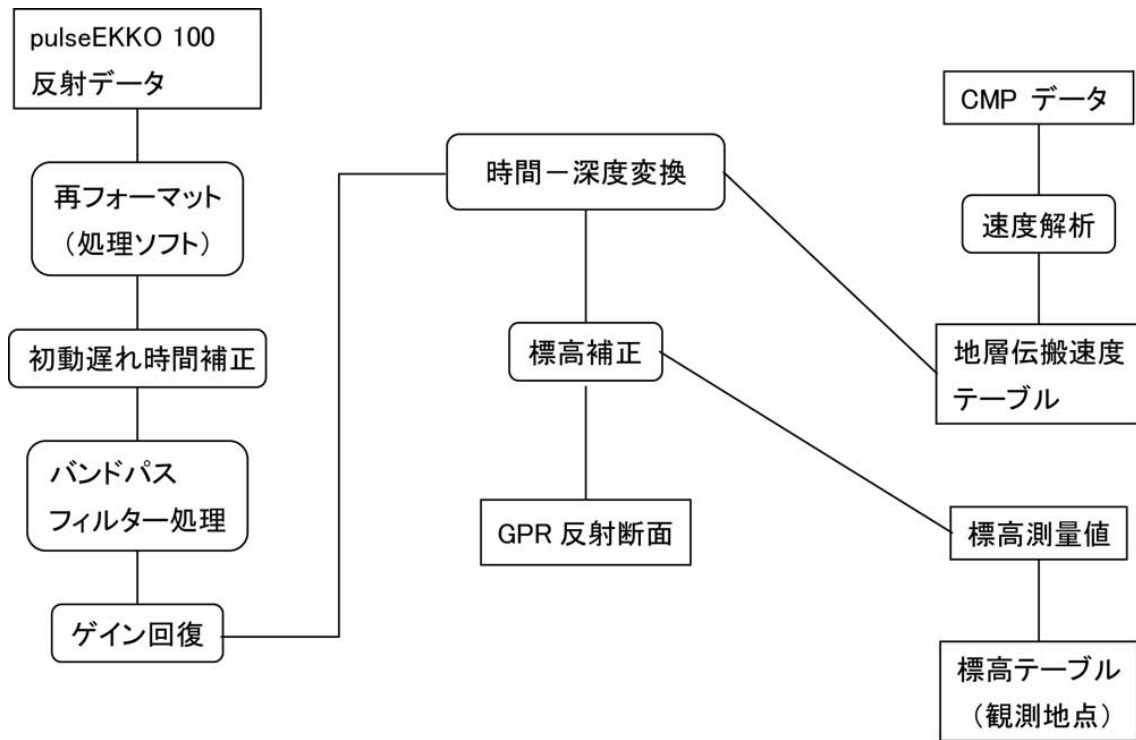 pulseEKKO 100
反射データ
再フォーマット
（処理ソフト）
初動遅れ時間補正
バンドパス
フィルター処理
ゲイン回復
時間－深度変換
標高補正
GPR 反射断面
CMP データ
速度解析
地層伝搬速度
テーブル
標高測量値
標高テーブル
（観測地点）